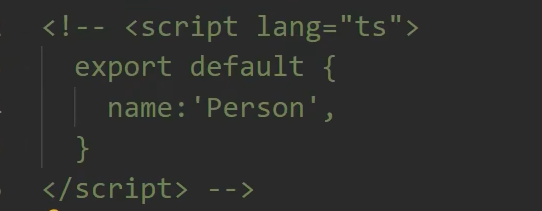 <!-- <script lang="ts">
export default {
name:'Person',
}
</script> -->